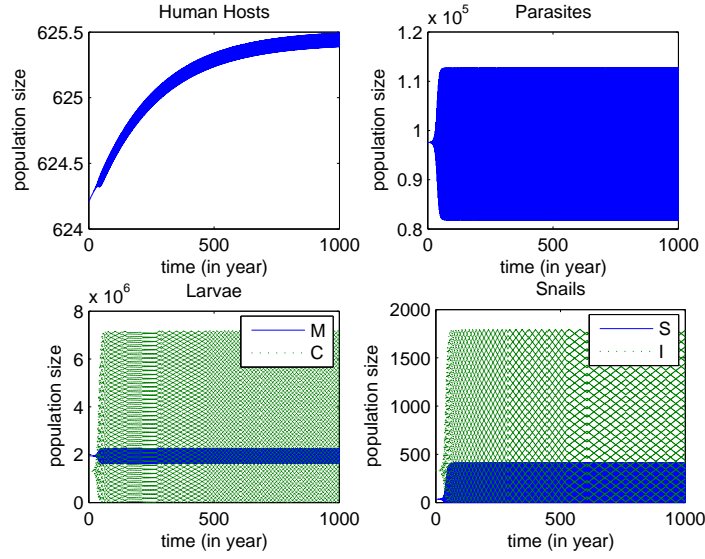 Human Hosts
625.5
625
624.5
624
population size
0
500
1000
time (in year)
Parasites
x 10^5
1.2
1.1
1
0.9
0.8
population size
0
500
1000
time (in year)
Larvae
x 10^6
8
6
4
2
0
population size
M
C
0
500
1000
time (in year)
Snails
2000
1500
1000
500
0
population size
S
I
0
500
1000
time (in year)